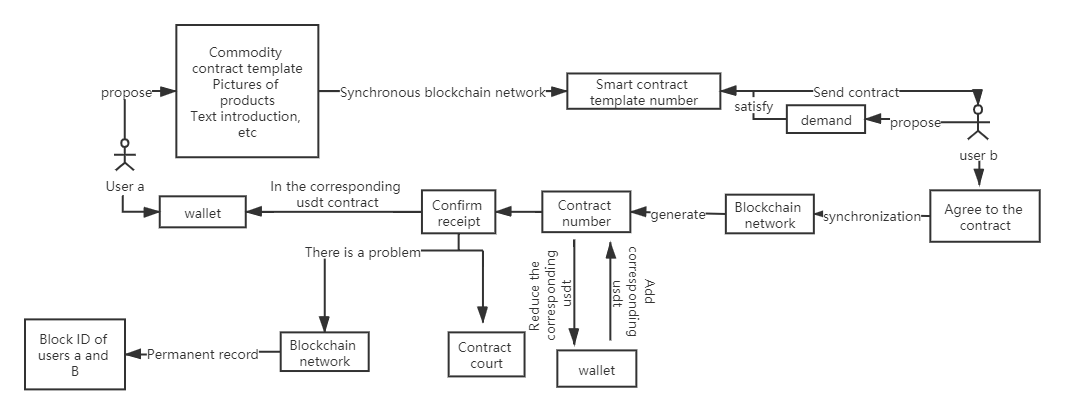 Commodity
contract template
Pictures of
products
Text introduction,
etc
propose
Synchronous blockchain network
Smart contract
template number
Send contract
satisfy
demand
propose
user b
User a
wallet
In the corresponding
usdt contract
Confirm
receipt
Contract
number
generate
Blockchain
network
synchronization
Agree to the
contract
There is a problem
Reduce the
corresponding
usdt
Add
corresponding
usdt
Block ID of
users a and
B
Permanent record
Blockchain
network
Contract
court
wallet